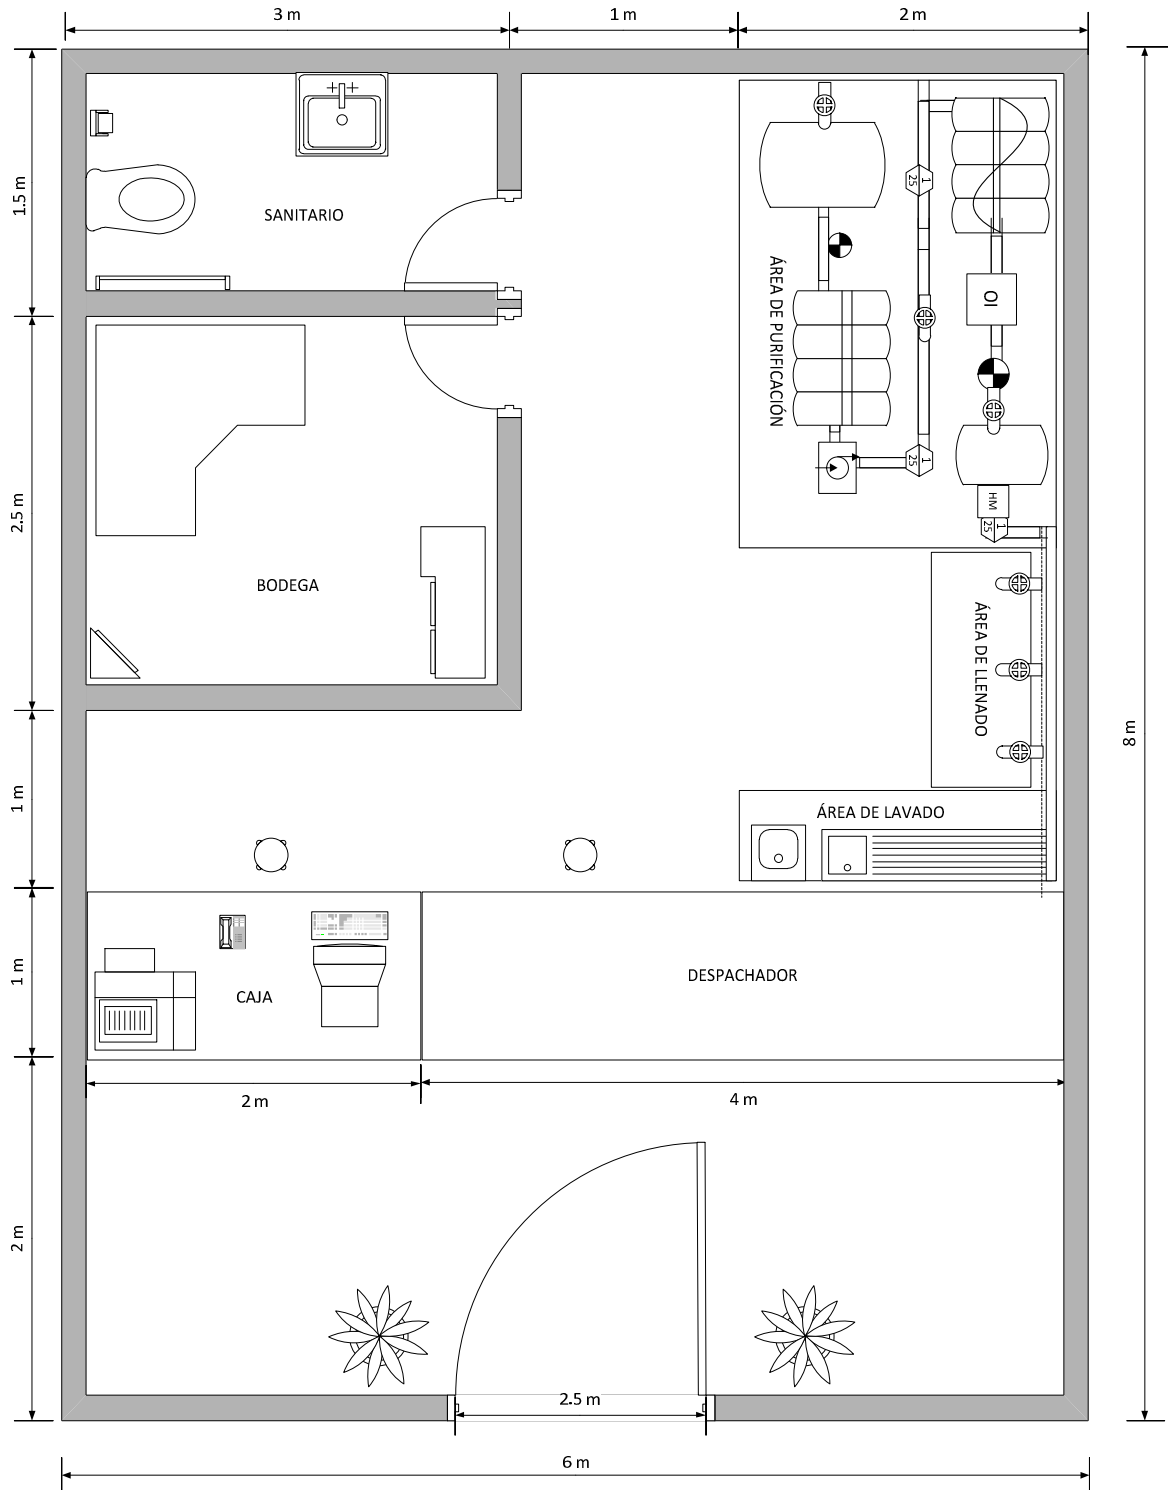 3 m
1 m
2 m
1.5 m
SANITARIO
ÁREA DE PURIFICACIÓN
1
25
OI
1
25
HM
1
25
2.5 m
BODEGA
ÁREA DE LLENADO
8 m
1 m
ÁREA DE LAVADO
1 m
CAJA
DESPACHADOR
2 m
4 m
2 m
2.5 m
6 m